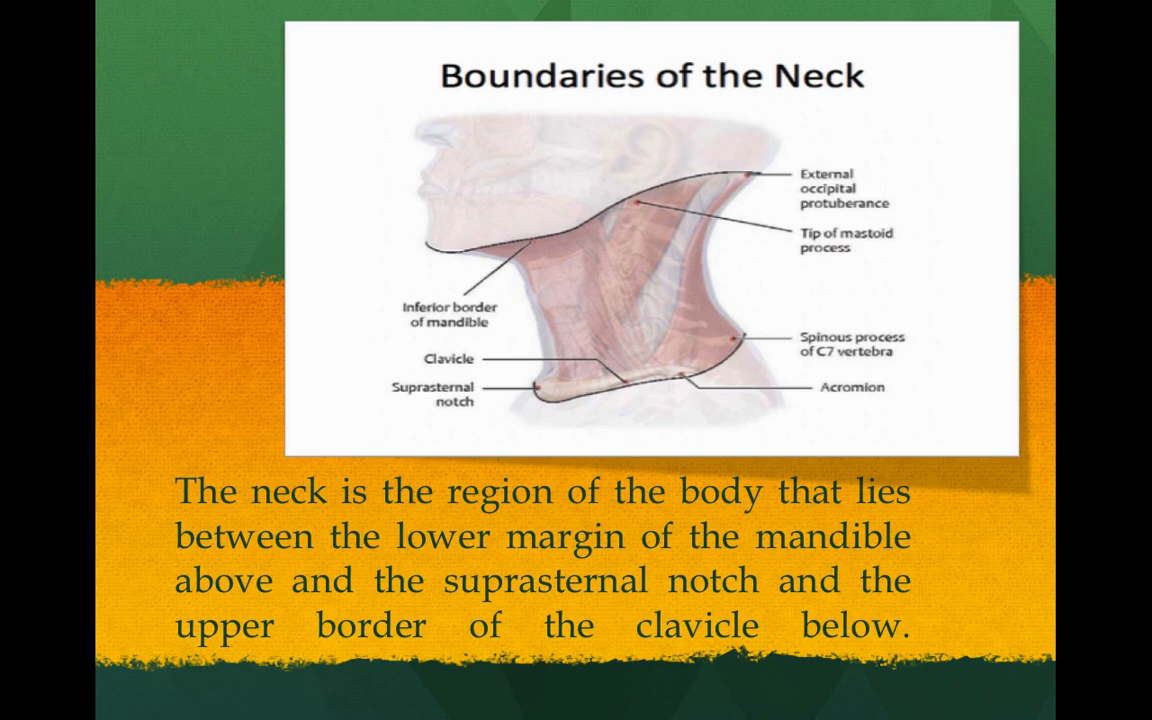 Boundaries of the Neck
External
occipital
protuberance
Tip of mastoid
process
Inferior border
of mandible
Spinous process
of C7 vertebra
Clavicle
Suprasternal
notch
Acromion
The neck is the region of the body that lies
between the lower margin of the mandible
above and the suprasternal notch and the
upper border of the clavicle below.